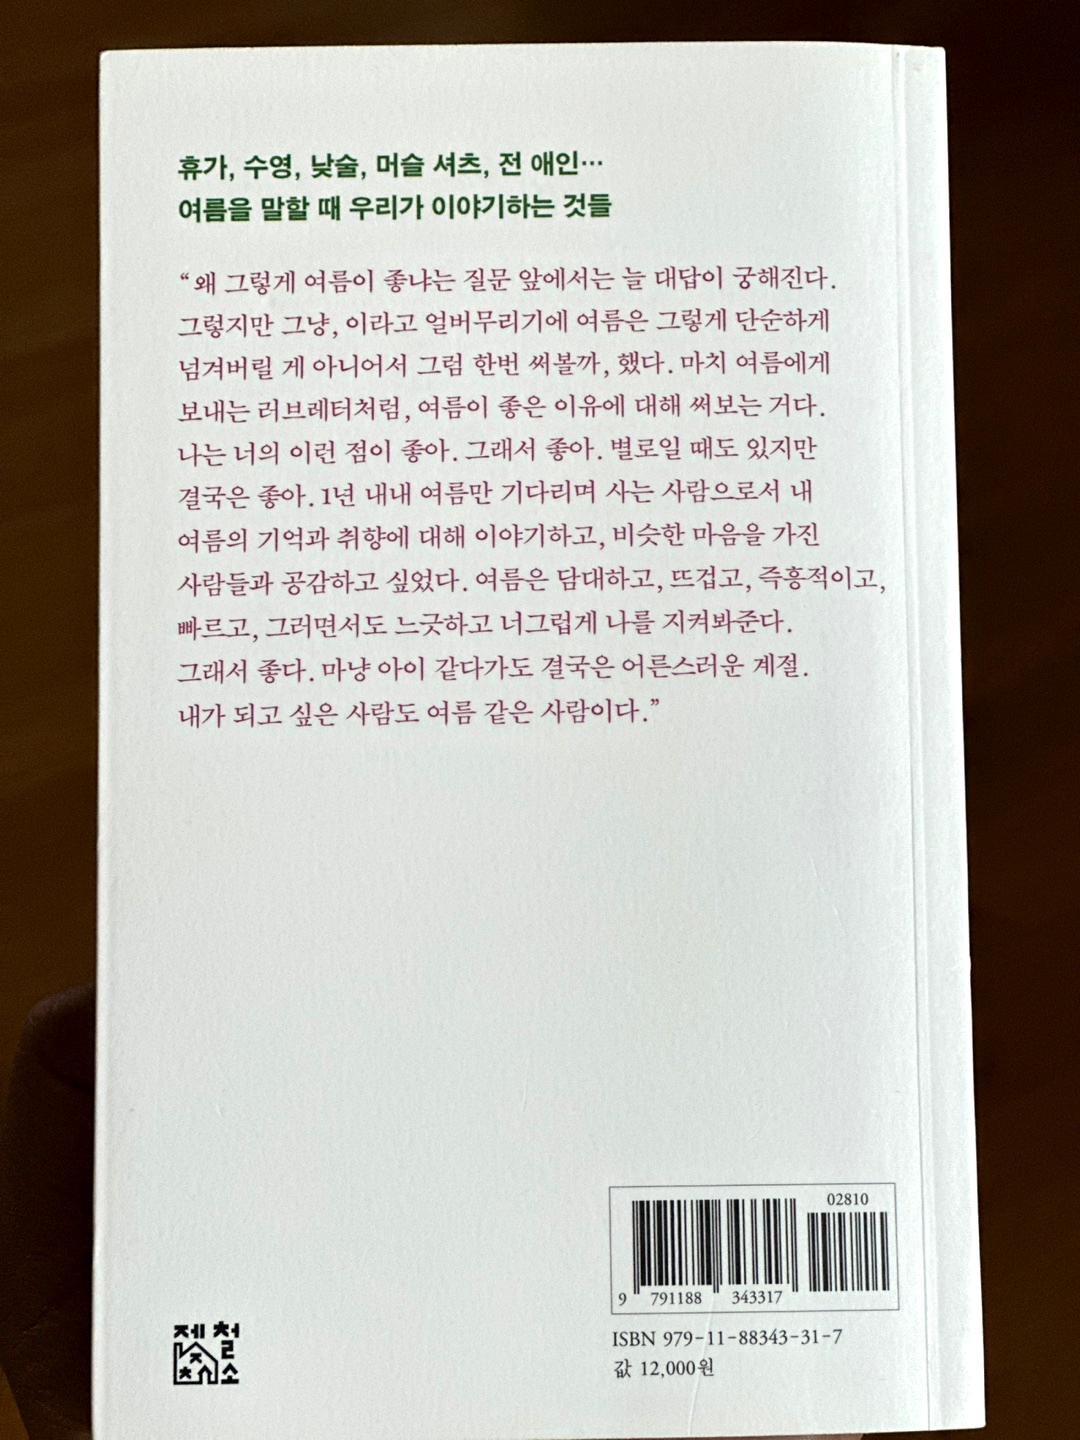 휴가, 수영, 낮술, 머슬 셔츠, 전 애인…
여름을 말할 때 우리가 이야기하는 것들
“왜 그렇게 여름이 좋냐는 질문 앞에서는 늘 대답이 궁해진다.
그렇지만 그냥, 이라고 얼버무리기에 여름은 그렇게 단순하게
넘겨버릴 게 아니어서 그럼 한번 써볼까, 했다. 마치 여름에게
보내는 러브레터처럼, 여름이 좋은 이유에 대해 써보는 거다.
나는 너의 이런 점이 좋아. 그래서 좋아. 별로일 때도 있지만
결국은 좋아. 1년 내내 여름만 기다리며 사는 사람으로서 내
여름의 기억과 취향에 대해 이야기하고, 비슷한 마음을 가진
사람들과 공감하고 싶었다. 여름은 담대하고, 뜨겁고, 즉흥적이고,
빠르고, 그러면서도 느긋하고 너그럽게 나를 지켜봐준다.
그래서 좋다. 마냥 아이 같다가도 결국은 어른스러운 계절.
내가 되고 싶은 사람도 여름 같은 사람이다.”
02810
9 791188 343317
ISBN 979-11-88343-31-7
값 12,000원
제철소